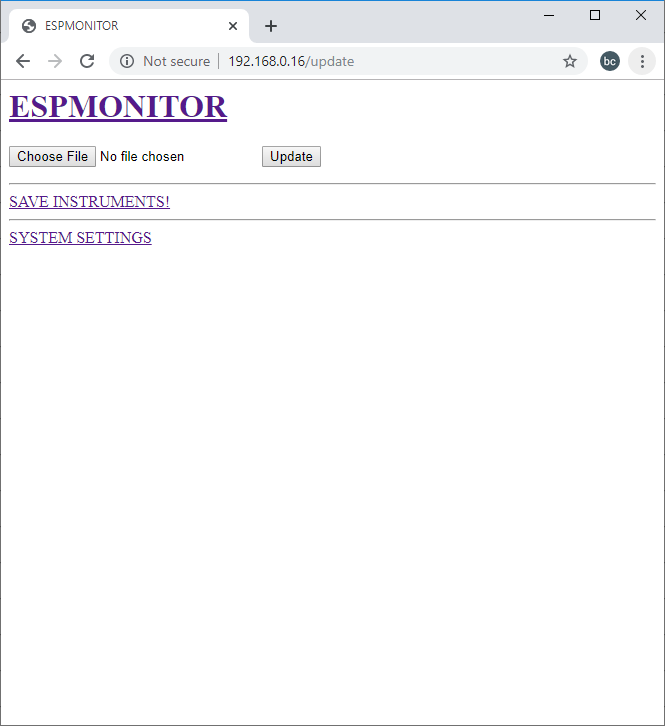 ESPMONITOR
Not secure | 192.168.0.16/update
bc
ESPMONITOR
Choose File No file chosen Update
SAVE INSTRUMENTS!
SYSTEM SETTINGS